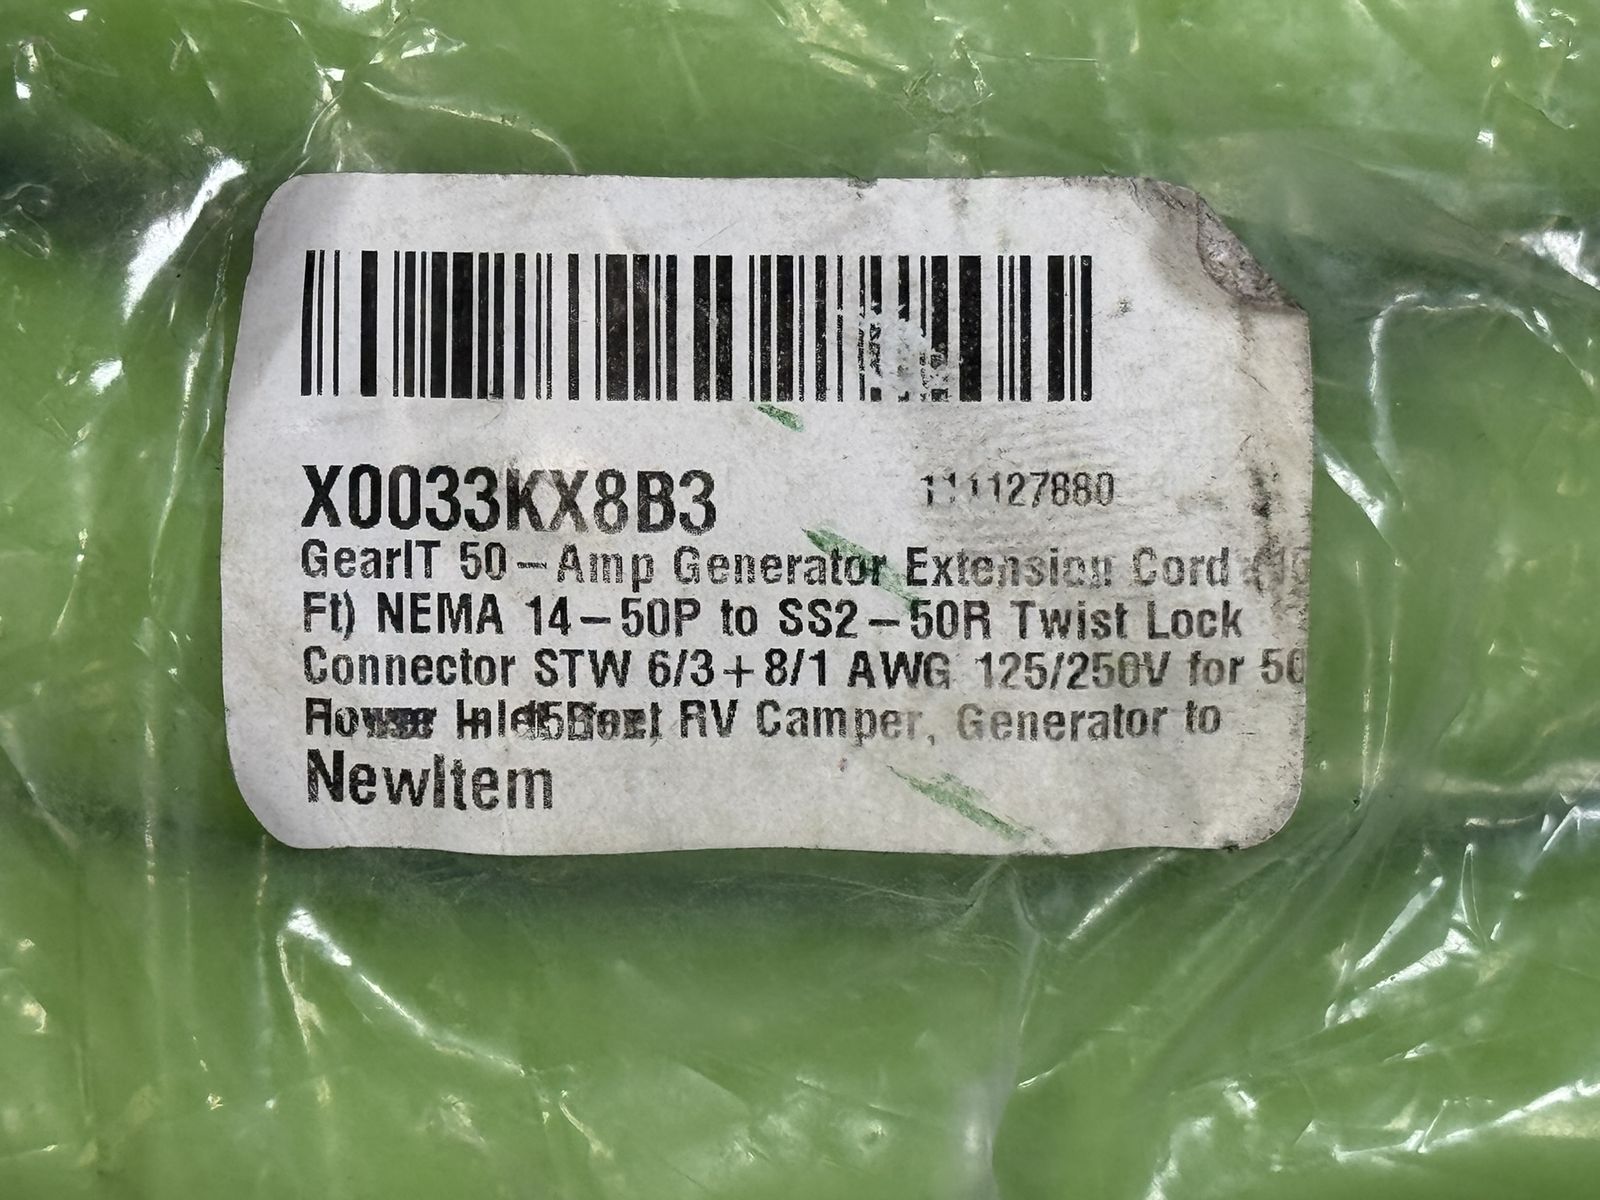 X0033KX8B3
111127880
GearIT 50-Amp Generator Extension Cord
Ft) NEMA 14-50P to SS2-50R Twist Lock
Connector STW 6/3+8/1 AWG 125/250V for 50
RV Camper, Generator to
NewItem